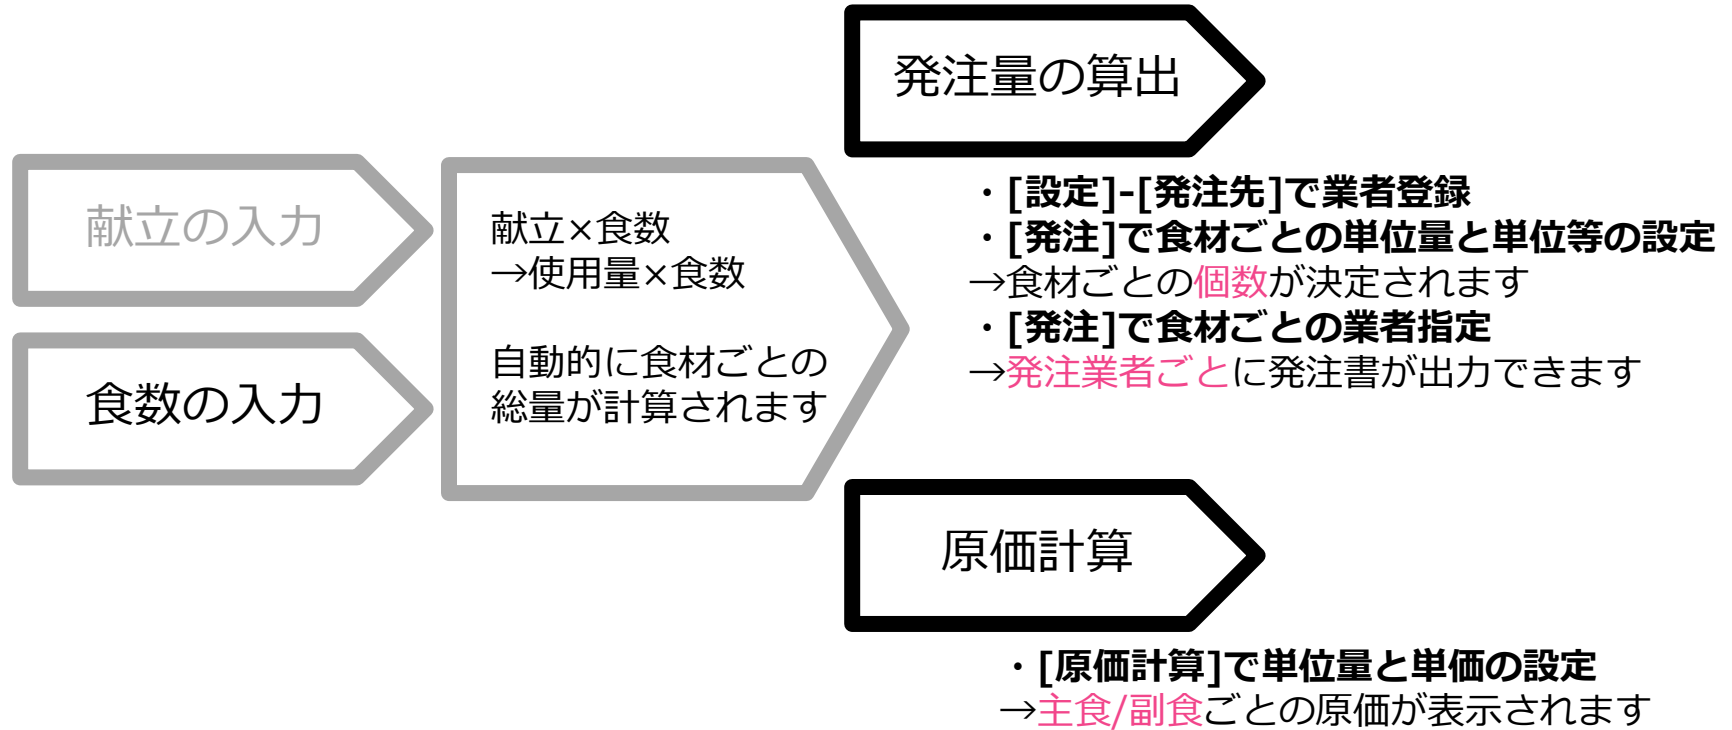 献立の入力
食数の入力
献立×食数
→使用量×食数
自動的に食材ごとの
総量が計算されます
発注量の算出
・[設定]-[発注先]で業者登録
・[発注]で食材ごとの単位量と単位等の設定
→食材ごとの個数が決定されます
・[発注]で食材ごとの業者指定
→発注業者ごとに発注書が出力できます
原価計算
・[原価計算]で単位量と単価の設定
→主食/副食ごとの原価が表示されます